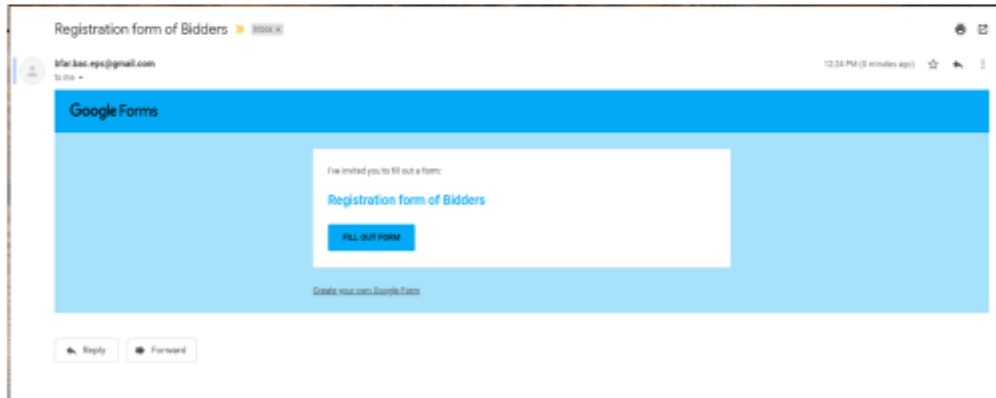 Registration form of Bidders
Inbox x
bfar.bac.eps@gmail.com
to me
12:24 PM (0 minutes ago)
Google Forms
I've invited you to fill out a form:
Registration form of Bidders
FILL OUT FORM
Create your own Google Form
Reply
Forward